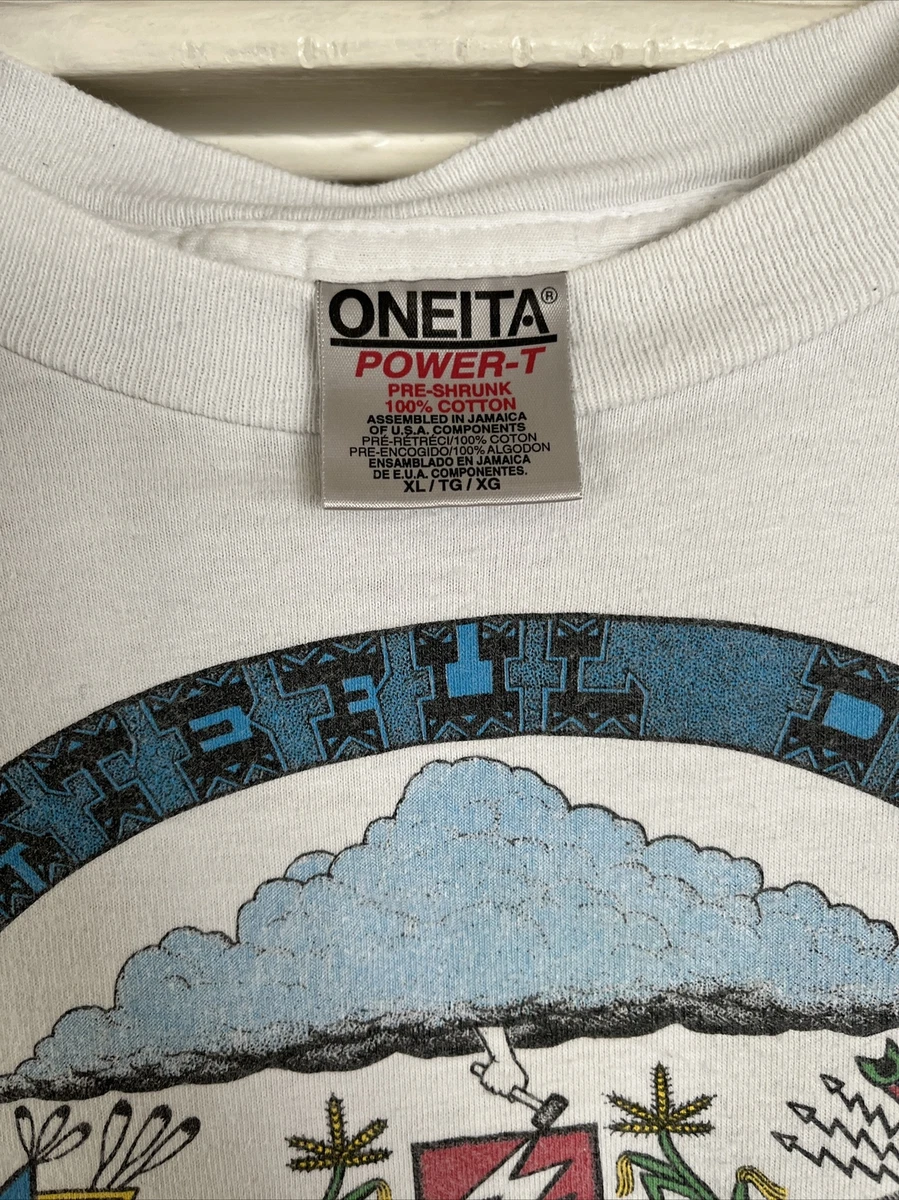 ONEITA®
POWER-T
PRE-SHRUNK
100% COTTON
ASSEMBLED IN JAMAICA
OF U.S.A. COMPONENTS
PRÉ-RÉTRÉCI/100% COTON
PRE-ENCOGIDO/100% ALGODON
ENSAMBLADO EN JAMAICA
DE E.U.A. COMPONENTES.
XL / TG / XG